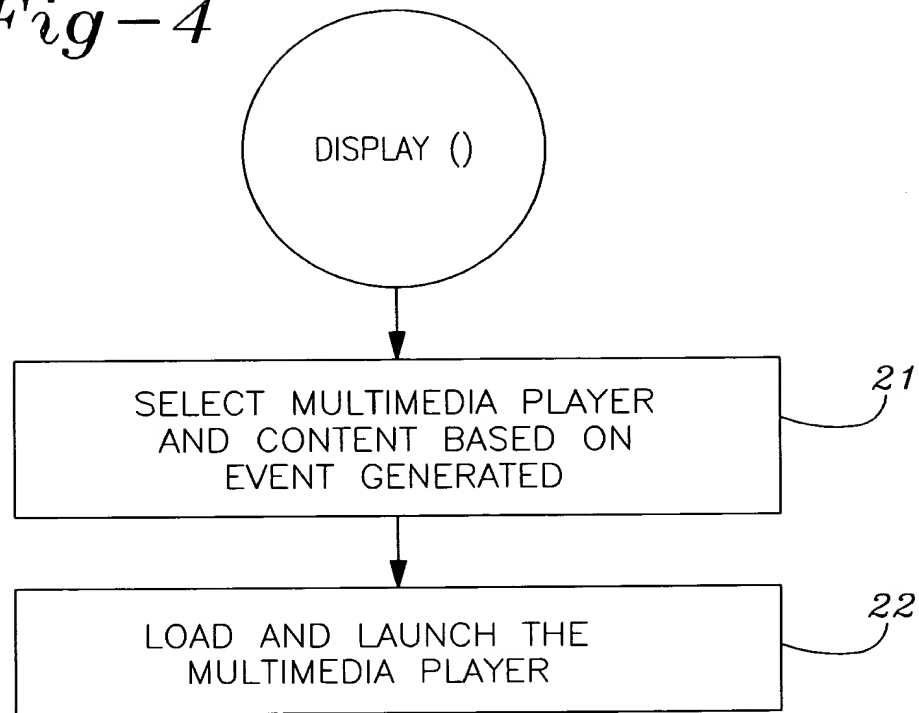 Fig-4
DISPLAY ()
SELECT MULTIMEDIA PLAYER
AND CONTENT BASED ON
EVENT GENERATED
21
LOAD AND LAUNCH THE
MULTIMEDIA PLAYER
22